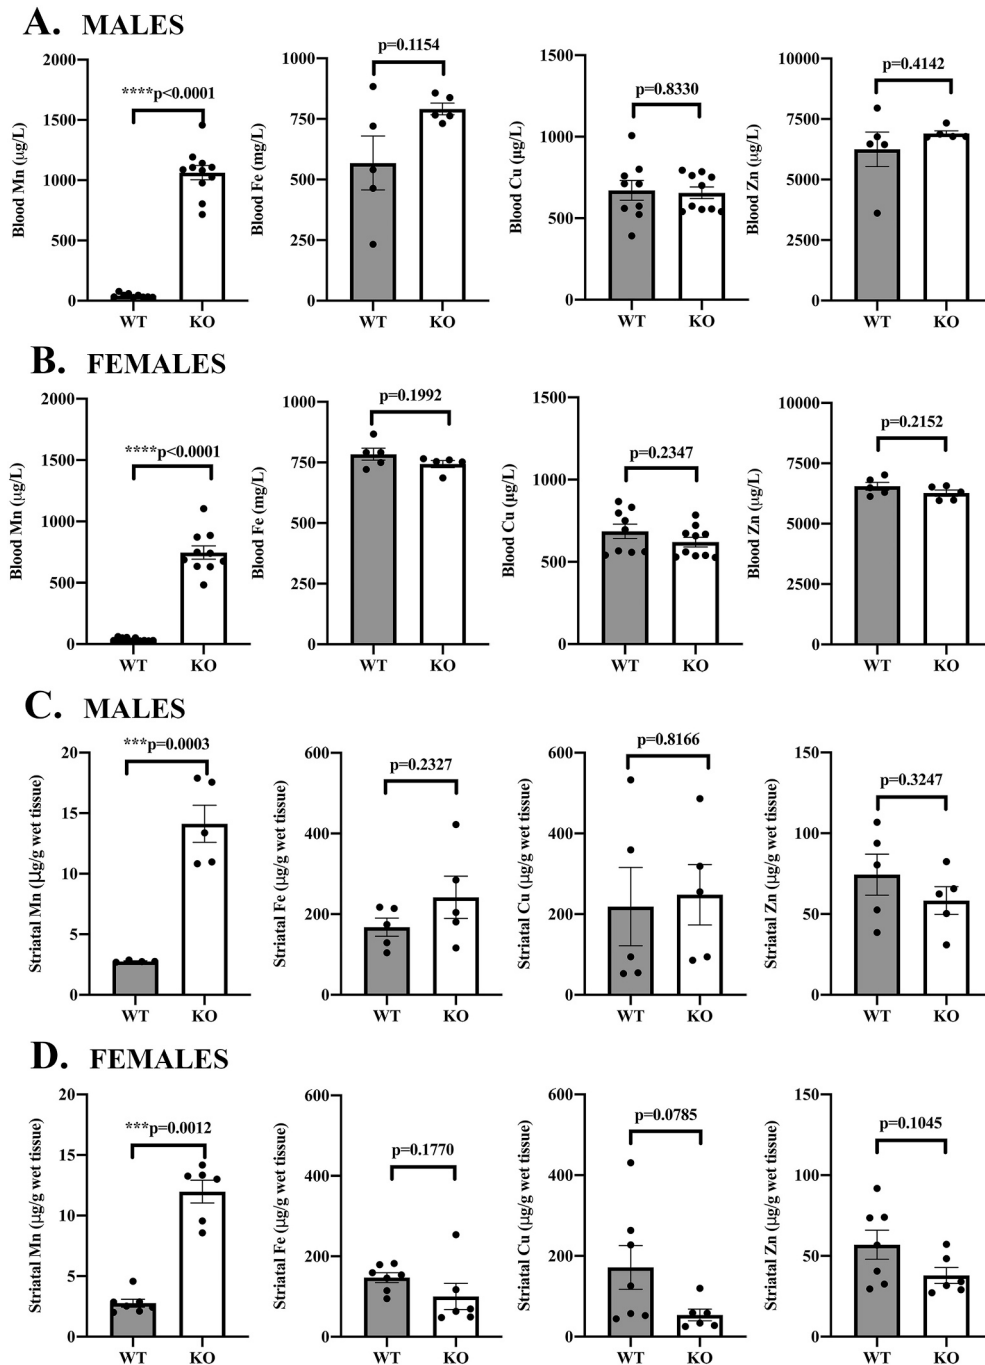 A. MALES
****p<0.0001
Blood Mn (µg/L)
2000
1500
1000
500
0
WT KO
p=0.1154
Blood Fe (mg/L)
1000
750
500
250
0
WT KO
p=0.8330
Blood Cu (µg/L)
1500
1000
500
0
WT KO
p=0.4142
Blood Zn (µg/L)
10000
7500
6000
2500
0
WT KO
B. FEMALES
****p<0.0001
Blood Mn (µg/L)
2000
1500
1000
500
0
WT KO
p=0.1992
Blood Fe (mg/L)
1000
750
500
250
0
WT KO
p=0.2347
Blood Cu (µg/L)
1500
1000
500
0
WT KO
p=0.2152
Blood Zn (µg/L)
10000
7500
5000
2500
0
WT KO
C. MALES
***p=0.0003
Striatal Mn (µg/g wet tissue)
20
15
10
5
0
WT KO
p=0.2327
Striatal Fe (µg/g wet tissue)
600
400
200
0
WT KO
p=0.8166
Striatal Cu (µg/g wet tissue)
600
400
200
0
WT KO
p=0.3247
Striatal Zn (µg/g wet tissue)
150
100
50
0
WT KO
D. FEMALES
***p=0.0012
Striatal Mn (µg/g wet tissue)
20
15
10
5
0
WT KO
p=0.1770
Striatal Fe (µg/g wet tissue)
600
400
200
0
WT KO
p=0.0785
Striatal Cu (µg/g wet tissue)
600
400
200
0
WT KO
p=0.1045
Striatal Zn (µg/g wet tissue)
150
100
50
0
WT KO